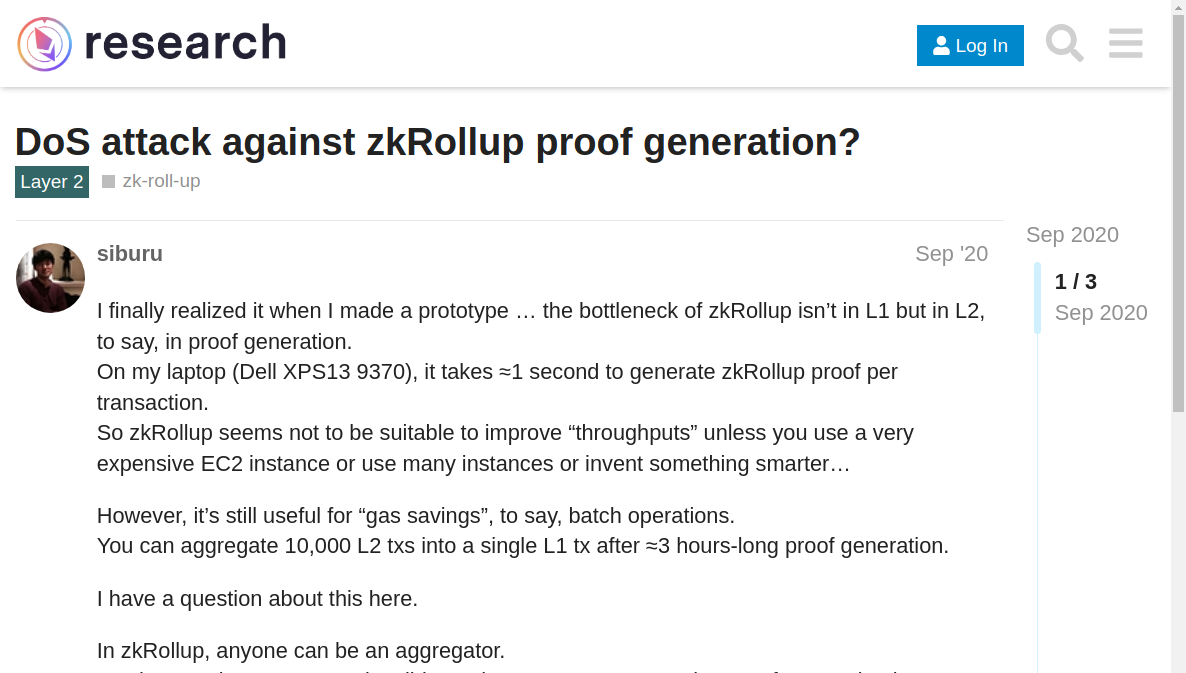 research
Log In
DoS attack against zkRollup proof generation?
Layer 2
zk-roll-up
Sep 2020
siburu
Sep '20
1 / 3
Sep 2020
I finally realized it when I made a prototype … the bottleneck of zkRollup isn’t in L1 but in L2,
to say, in proof generation.
On my laptop (Dell XPS13 9370), it takes ≈1 second to generate zkRollup proof per
transaction.
So zkRollup seems not to be suitable to improve “throughputs” unless you use a very
expensive EC2 instance or use many instances or invent something smarter…
However, it’s still useful for “gas savings”, to say, batch operations.
You can aggregate 10,000 L2 txs into a single L1 tx after ≈3 hours-long proof generation.
I have a question about this here.
In zkRollup, anyone can be an aggregator.